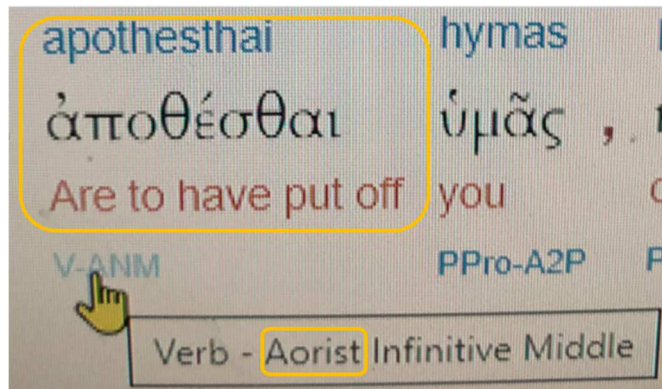 apothesthai hymas
ἀποθέσθαι ὑμᾶς ,
Are to have put off you
V-ANM PPro-A2P P
Verb - Aorist Infinitive Middle